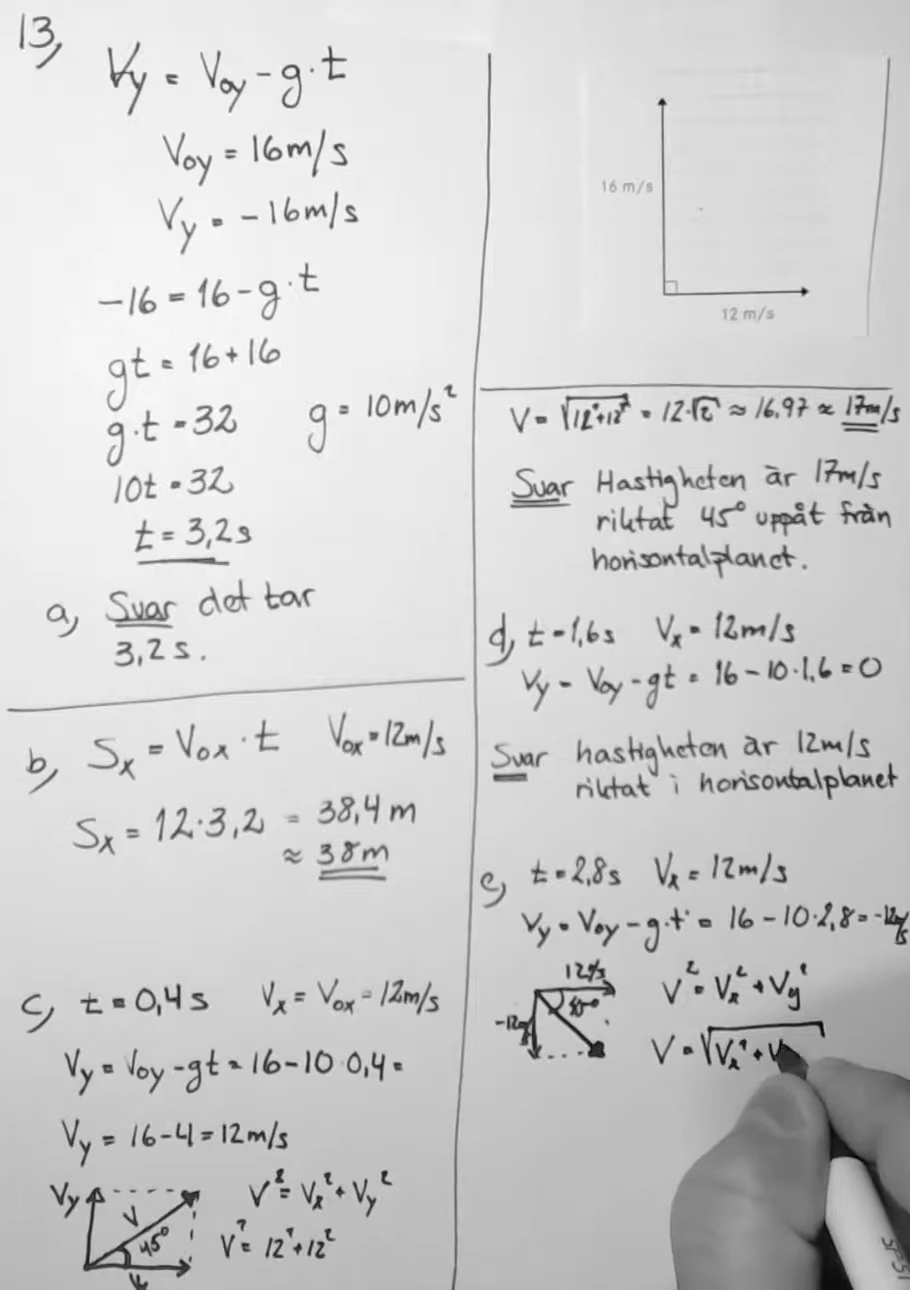 13,
Vy = Voy - g·t
Voy = 16m/s
Vy = -16m/s
-16 = 16 - g·t
gt = 16 + 16
g·t = 32 g = 10m/s²
10t = 32
t = 3,2s
a, Svar det tar
3,2 s.
b, Sx = Vox · t Vox = 12m/s
Sx = 12·3,2 = 38,4 m
≈ 38m
c, t = 0,4 s Vx = Vox = 12m/s
Vy = Voy - gt = 16 - 10·0,4 =
Vy = 16 - 4 = 12m/s
Vy V 45°
V² = Vx² + Vy²
V² = 12² + 12²
16 m/s
12 m/s
V = √12²+12² = 12·√2 ≈ 16,97 ≈ 17m/s
Svar Hastigheten är 17m/s
riktat 45° uppåt från
horisontalplanet.
d, t = 1,6s Vx = 12m/s
Vy = Voy - gt = 16 - 10·1,6 = 0
Svar hastigheten är 12m/s
riktat i horisontalplanet
e, t = 2,8s Vx = 12m/s
Vy = Voy - g·t = 16 - 10·2,8 = -12m/s
12m/s
-12m/s
V² = Vx² + Vy²
V = √Vx² + V